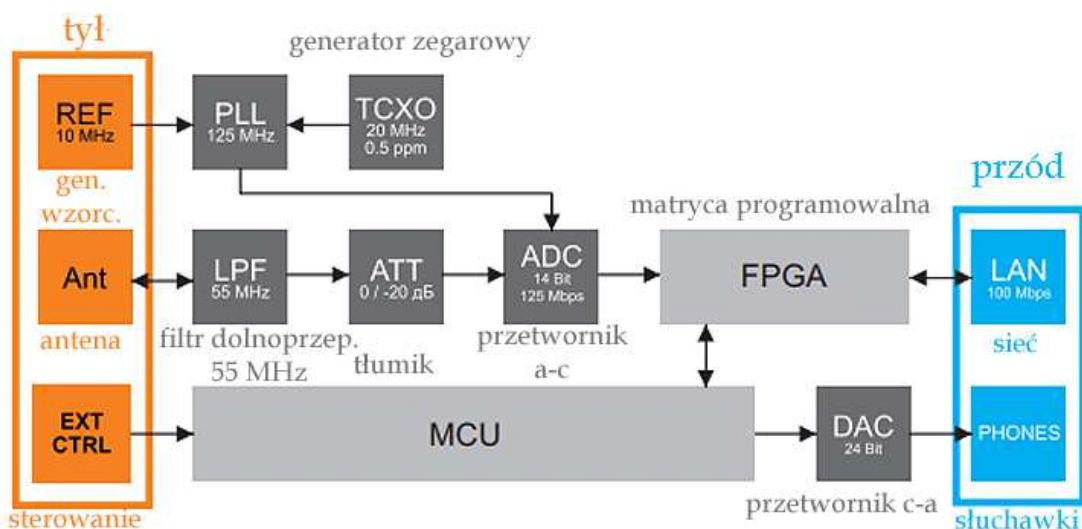 tył
generator zegarowy
REF
10 MHz
PLL
125 MHz
TCXO
20 MHz
0.5 ppm
gen.
wzorc.
przód
matryca programowalna
Ant
LPF
55 MHz
ATT
0 / -20 дБ
ADC
14 Bit
125 Mbps
FPGA
LAN
100 Mbps
antena
filtr dolnoprzep.
55 MHz
tłumik
przetwornik
a-c
sieć
EXT
CTRL
MCU
DAC
24 Bit
PHONES
sterowanie
przetwornik c-a
słuchawki